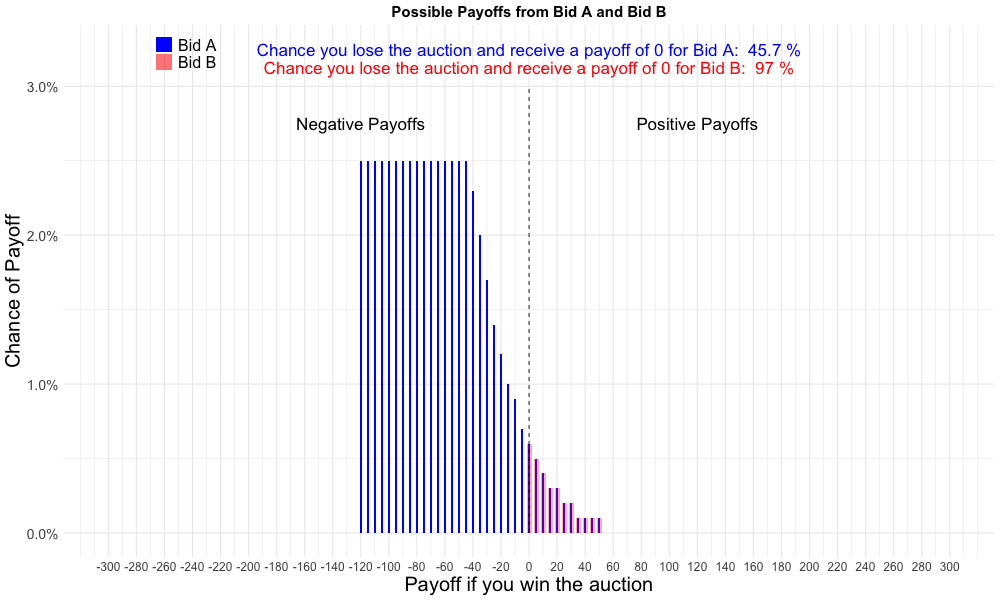 Possible Payoffs from Bid A and Bid B
Bid A
Bid B
Chance you lose the auction and receive a payoff of 0 for Bid A:  45.7 %
Chance you lose the auction and receive a payoff of 0 for Bid B:  97 %
Negative Payoffs
Positive Payoffs
Chance of Payoff
3.0%
2.0%
1.0%
0.0%
-300 -280 -260 -240 -220 -200 -180 -160 -140 -120 -100 -80 -60 -40 -20 0 20 40 60 80 100 120 140 160 180 200 220 240 260 280 300
Payoff if you win the auction